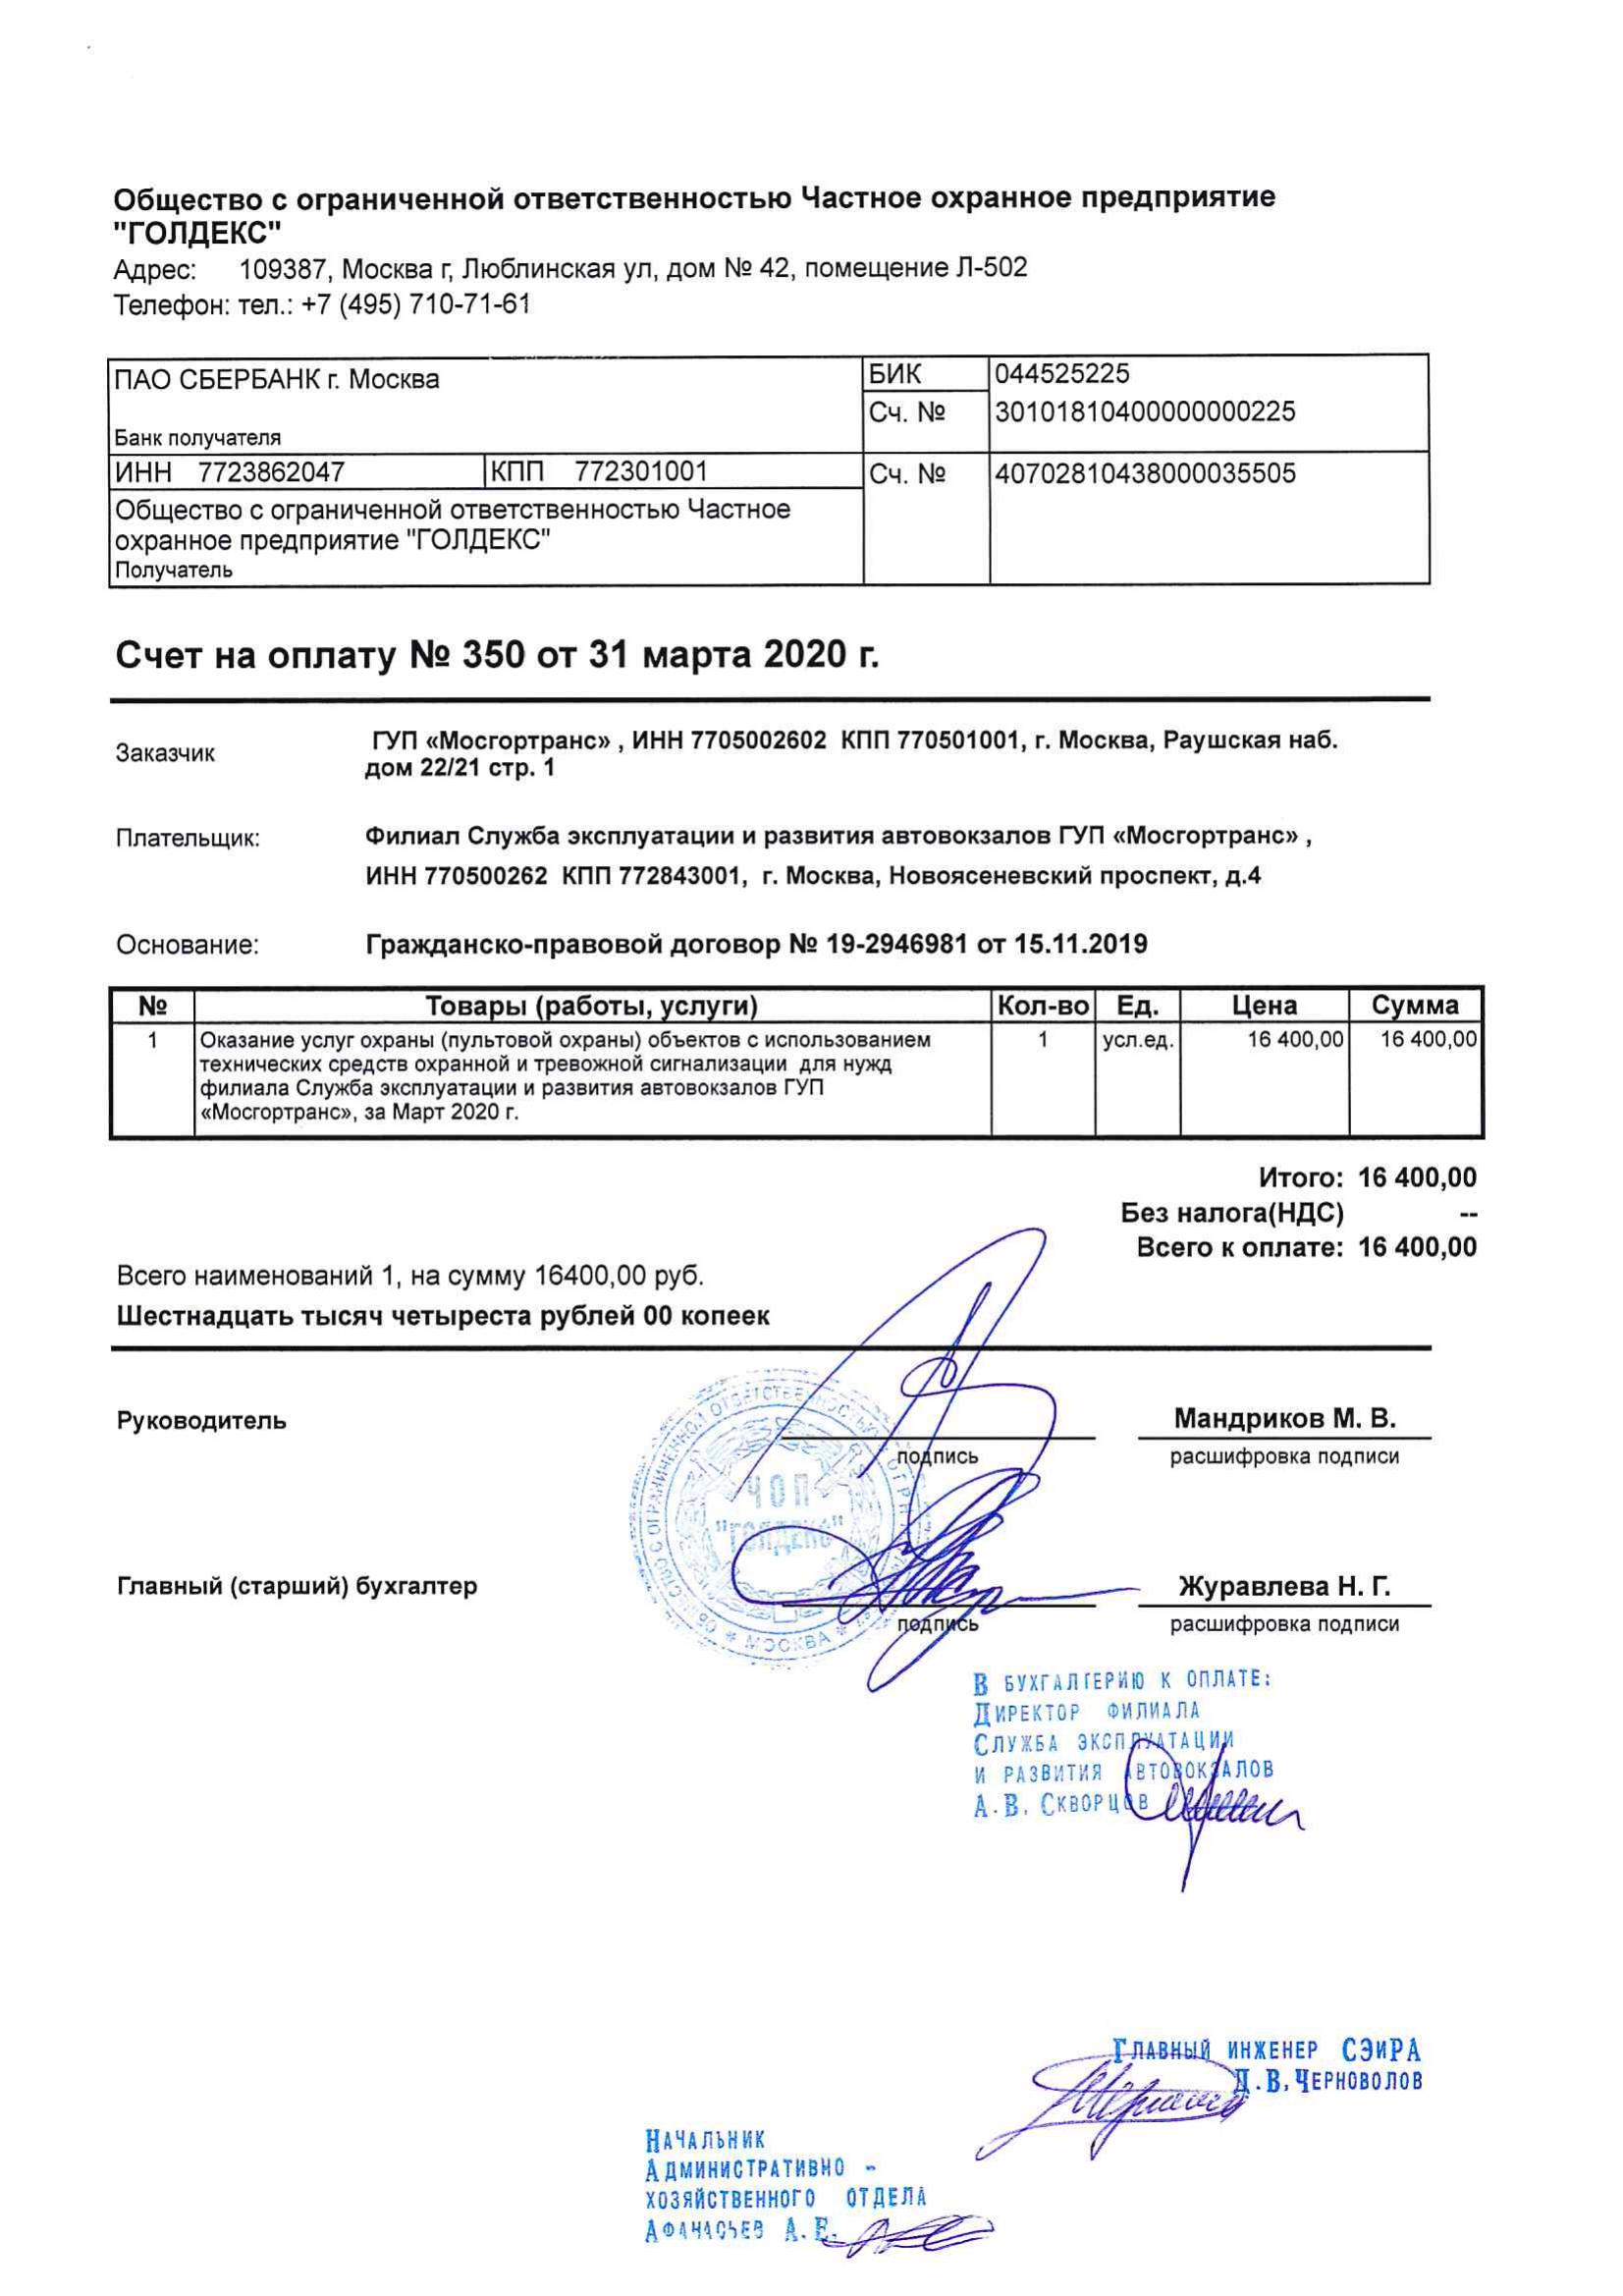 Общество с ограниченной ответственностью Частное охранное предприятие
"ГОЛДЕКС"
Адрес: 109387, Москва г, Люблинская ул, дом № 42, помещение Л-502
Телефон: тел.: +7 (495) 710-71-61
ПАО СБЕРБАНК г. Москва БИК 044525225
Сч. № 30101810400000000225
Банк получателя
ИНН 7723862047 КПП 772301001 Сч. № 40702810438000035505
Общество с ограниченной ответственностью Частное
охранное предприятие "ГОЛДЕКС"
Получатель
Счет на оплату № 350 от 31 марта 2020 г.
Заказчик ГУП «Мосгортранс» , ИНН 7705002602 КПП 770501001, г. Москва, Раушская наб.
дом 22/21 стр. 1
Плательщик: Филиал Служба эксплуатации и развития автовокзалов ГУП «Мосгортранс» ,
ИНН 770500262 КПП 772843001, г. Москва, Новоясеневский проспект, д.4
Основание: Гражданско-правовой договор № 19-2946981 от 15.11.2019
№ Товары (работы, услуги) Кол-во Ед. Цена Сумма
1 Оказание услуг охраны (пультовой охраны) объектов с использованием 1 усл.ед. 16 400,00 16 400,00
технических средств охранной и тревожной сигнализации для нужд
филиала Служба эксплуатации и развития автовокзалов ГУП
«Мосгортранс», за Март 2020 г.
Итого: 16 400,00
Без налога(НДС) --
Всего к оплате: 16 400,00
Всего наименований 1, на сумму 16400,00 руб.
Шестнадцать тысяч четыреста рублей 00 копеек
Руководитель Мандриков М. В.
подпись расшифровка подписи
ЧОП
"ГОЛДЕКС"
МОСКВА
Главный (старший) бухгалтер Журавлева Н. Г.
подпись расшифровка подписи
В БУХГАЛТЕРИЮ К ОПЛАТЕ:
ДИРЕКТОР ФИЛИАЛА
СЛУЖБА ЭКСПЛУАТАЦИИ
И РАЗВИТИЯ АВТОВОКЗАЛОВ
А.В. СКВОРЦОВ
ГЛАВНЫЙ ИНЖЕНЕР СЭиРА
Д.В.ЧЕРНОВОЛОВ
НАЧАЛЬНИК
АДМИНИСТРАТИВНО -
ХОЗЯЙСТВЕННОГО ОТДЕЛА
АФАНАСЬЕВ А.Е.